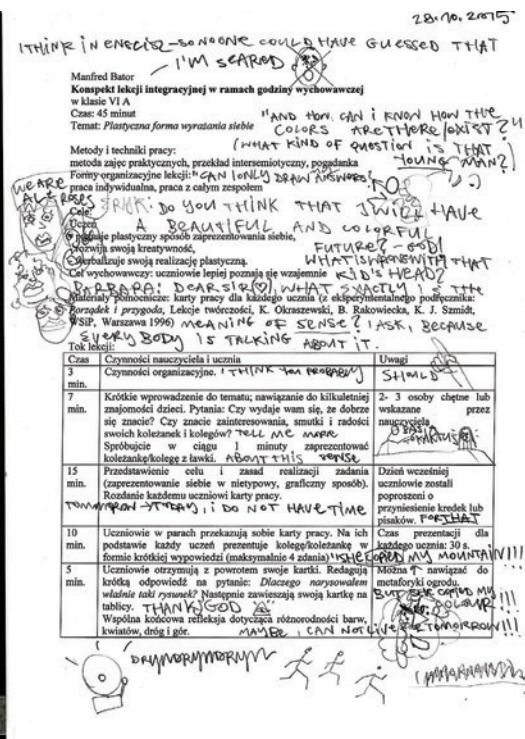 28.10.2015
I THINK IN ENGLISZ - SO NO ONE COULD HAVE GUESSED THAT
- I'M SCARED
Manfred Bator
Konspekt lekcji integracyjnej w ramach godziny wychowawczej
w klasie VI A
Czas: 45 minut
Temat: Plastyczna forma wyrażania siebie
"AND HOW CAN I KNOW HOW THE
COLORS ARE THERE/EXIST?"
(WHAT KIND OF QUESTION IS THAT
YOUNG MAN?)
Metody i techniki pracy:
metoda zajęć praktycznych, przekład intersemiotyczny, pogadanka
Formy organizacyjne lekcji: "CAN I ONLY DRAW ANSWERS?
praca indywidualna, praca z całym zespołem
WE ARE
ALL ROSES
ERYK: DO YOU THINK THAT I WILL HAVE
Cele:
Uczeń A BEAUTIFUL AND COLORFUL
poznaje plastyczny sposób zaprezentowania siebie,
FUTURE? - GOD!
rozwija swoją kreatywność,
werbalizuje swoją realizację plastyczną.
WHAT IS WRONG WITH THAT
Cel wychowawczy: uczniowie lepiej poznają się wzajemnie KID'S HEAD?
BARBARA: DEAR SIR, WHAT EXACTLY IS THE
Materiały pomocnicze: karty pracy dla każdego ucznia (z eksperymentalnego podręcznika:
Porządek i przygoda, Lekcje twórczości, K. Okraszewski, B. Rakowiecka, K. J. Szmidt,
WSiP, Warszawa 1996) MEANING OF SENSE? I ASK, BECAUSE
EVERYBODY IS TALKING ABOUT IT.
Tok lekcji:
Czas Czynności nauczyciela i ucznia Uwagi
3 min. Czynności organizacyjne. I THINK YOU PROBABLY SHOULD
7 min. Krótkie wprowadzenie do tematu; nawiązanie do kilkuletniej
znajomości dzieci. Pytania: Czy wydaje wam się, że dobrze
się znacie? Czy znacie zainteresowania, smutki i radości
swoich koleżanek i kolegów? TELL ME MORE
Spróbujcie w ciągu 1 minuty zaprezentować
koleżankę/kolegę z ławki. ABOUT THIS SENSE
2- 3 osoby chętne lub
wskazane przez
nauczyciela
15 min. Przedstawienie celu i zasad realizacji zadania
(zaprezentowanie siebie w nietypowy, graficzny sposób).
Rozdanie każdemu uczniowi karty pracy.
TOMORROW → TODAY, I DO NOT HAVE TIME
Dzień wcześniej
uczniowie zostali
poproszeni o
przyniesienie kredek lub
pisaków. FOR THAT
10 min. Uczniowie w parach przekazują sobie karty pracy. Na ich
podstawie każdy uczeń prezentuje kolegę/koleżankę w
formie krótkiej wypowiedzi (maksymalnie 4 zdania)
Czas prezentacji dla
każdego ucznia: 30 s.
"SHE COPIED MY MOUNTAIN!!!
5 min. Uczniowie otrzymują z powrotem swoje kartki. Redagują
krótką odpowiedź na pytanie: Dlaczego narysowałem
właśnie taki rysunek? Następnie zawieszają swoją kartkę na
tablicy. THANK GOD
Wspólna końcowa refleksja dotycząca różnorodności barw,
kwiatów, dróg i gór.
Można nawiązać do
metaforyki ogrodu.
BUT SHE COPIED MY
COLOUR!!!
MAYBE, I CAN NOT LIVE TOMORROW!!!
DRYNDRYNDRYN